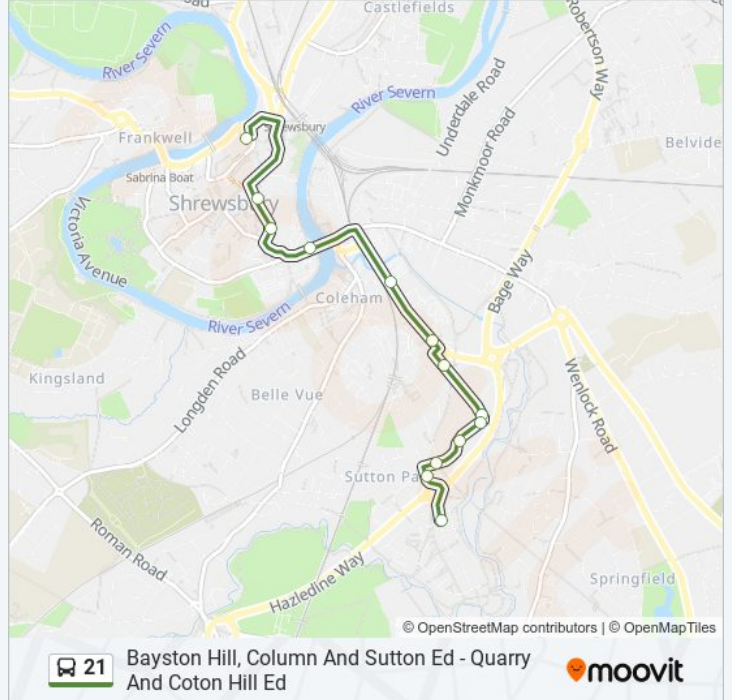 oad
Castlefields
Robertson Way
River Severn
River Severn
Underdale Road
Monkmoor Road
Frankwell
ewsbury
Belvide
Sabrina Boat
Shrewsbury
Victoria Avenue
Bage Way
Coleham
River Severn
Longden Road
Kingsland
Belle Vue
Wenlock Road
Sutton Pa
Roman Road
Hazledine Way
Springfield
© OpenStreetMap contributors | © OpenMapTiles
21
Bayston Hill, Column And Sutton Ed - Quarry
And Coton Hill Ed
moovit